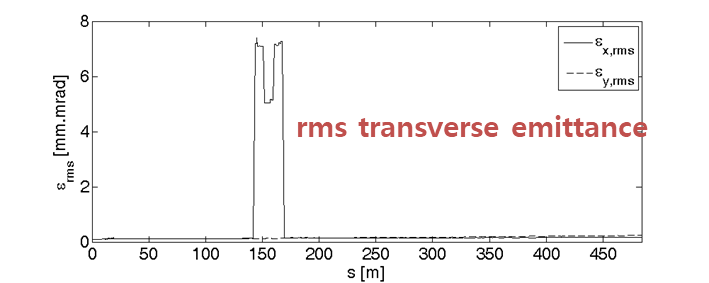 8
6
4
2
0
ε_rms [mm.mrad]
ε_x,rms
ε_y,rms
rms transverse emittance
0 50 100 150 200 250 300 350 400 450
s [m]